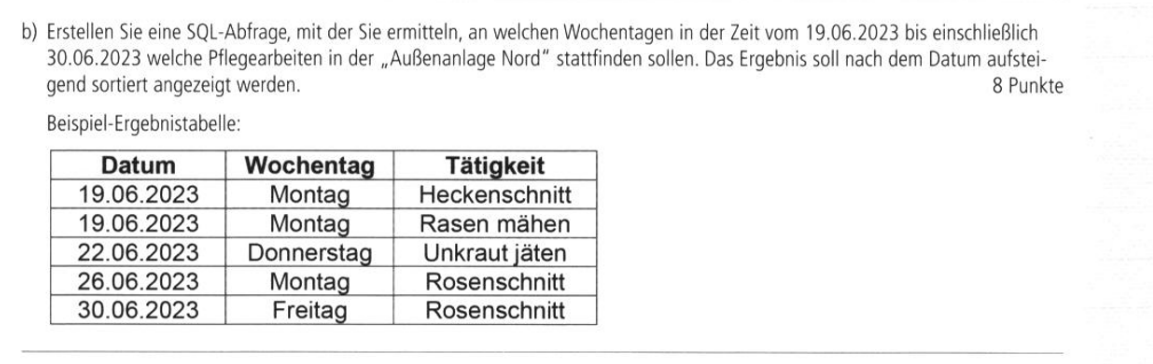 b) Erstellen Sie eine SQL-Abfrage, mit der Sie ermitteln, an welchen Wochentagen in der Zeit vom 19.06.2023 bis einschließlich
30.06.2023 welche Pflegearbeiten in der „Außenanlage Nord“ stattfinden sollen. Das Ergebnis soll nach dem Datum aufstei-
gend sortiert angezeigt werden. 8 Punkte
Beispiel-Ergebnistabelle:
Datum Wochentag Tätigkeit
19.06.2023 Montag Heckenschnitt
19.06.2023 Montag Rasen mähen
22.06.2023 Donnerstag Unkraut jäten
26.06.2023 Montag Rosenschnitt
30.06.2023 Freitag Rosenschnitt